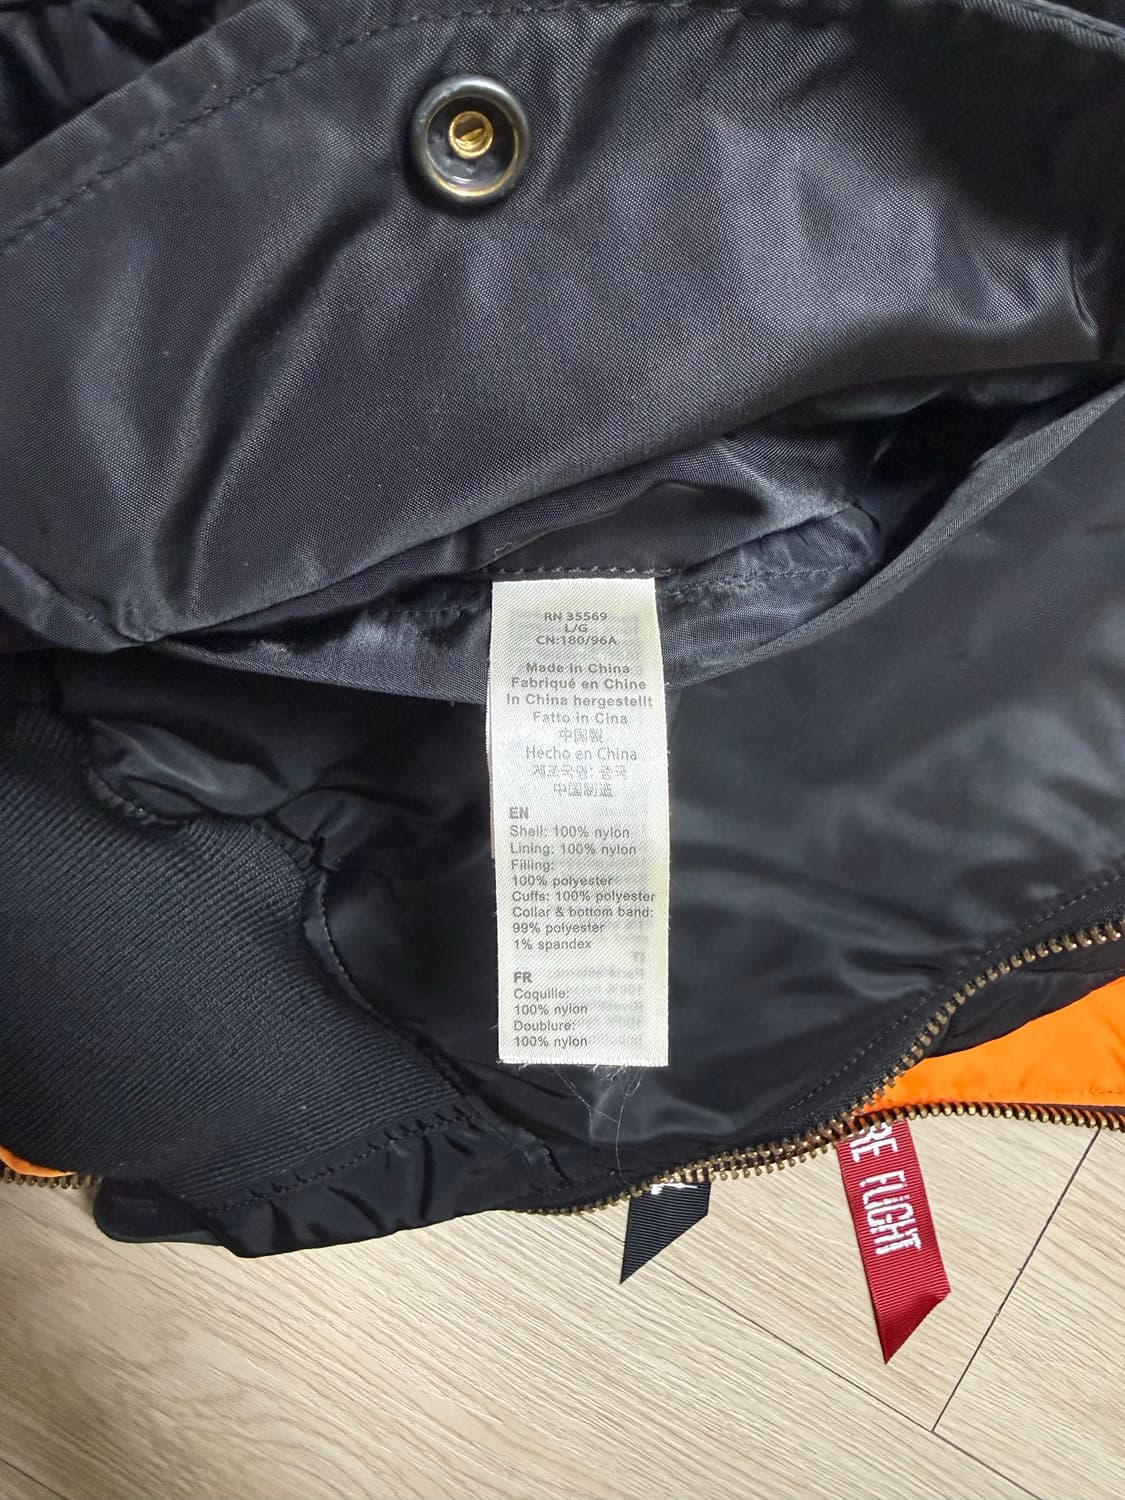 RN 35569
L/G
CN:180/96A
Made in China
Fabriqué en Chine
In China hergestellt
Fatto in Cina
中国製
Hecho en China
제조국명: 중국
中国制造
EN
Shell: 100% nylon
Lining: 100% nylon
Filling:
100% polyester
Cuffs: 100% polyester
Collar & bottom band:
99% polyester
1% spandex
FR
Coquille:
100% nylon
Doublure:
100% nylon
FLIGHT